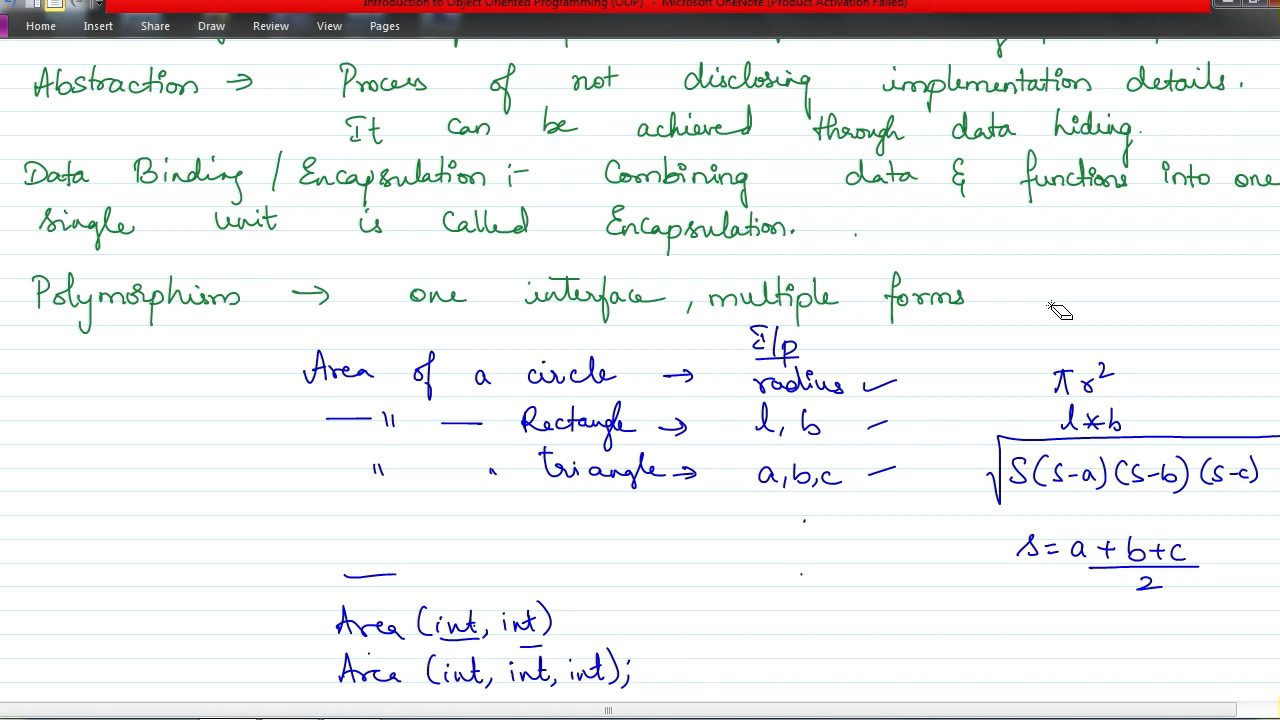 Introduction to Object Oriented Programming (OOP) - Microsoft OneNote (Product Activation Failed)
Home Insert Share Draw Review View Pages
Abstraction → Process of not disclosing implementation details.
It can be achieved through data hiding.
Data Binding / Encapsulation :- Combining data & functions into one
single unit is called Encapsulation.
Polymorphism → one interface, multiple forms
I/p
Area of a circle → radius ✓ πr²
— " — Rectangle → l, b l*b
" " triangle → a,b,c √S(s-a)(s-b)(s-c)
s = a+b+c
2
Area (int, int)
Area (int, int, int);